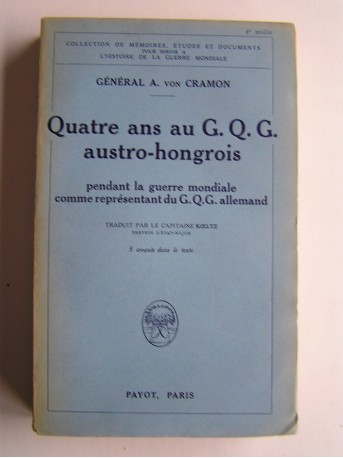 4e mille
COLLECTION DE MÉMOIRES, ÉTUDES ET DOCUMENTS
POUR SERVIR A
L'HISTOIRE DE LA GUERRE MONDIALE
GÉNÉRAL A. VON CRAMON
Quatre ans au G. Q. G.
austro-hongrois
pendant la guerre mondiale
comme représentant du G.Q.G. allemand
TRADUIT PAR LE CAPITAINE KŒLTZ
BREVETÉ D'ÉTAT-MAJOR
5 croquis dans le texte
PAYOT, PARIS